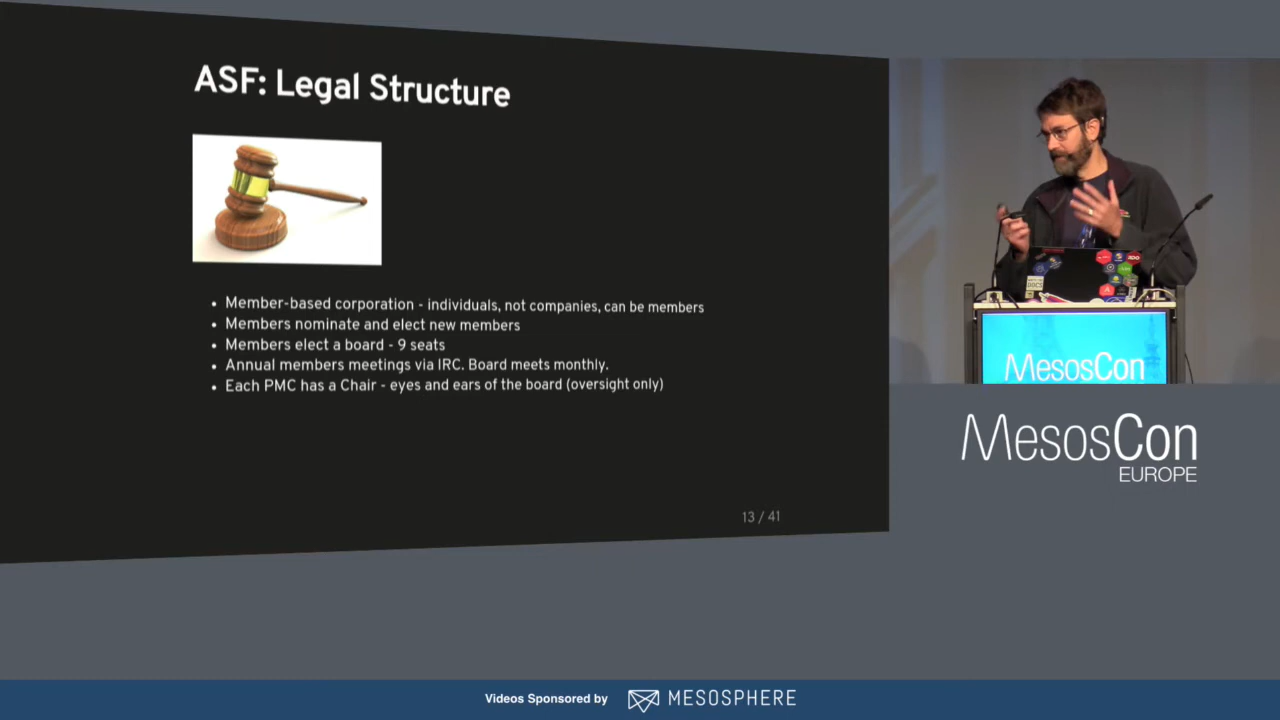 ASF: Legal Structure
• Member-based corporation - individuals, not companies, can be members
• Members nominate and elect new members
• Members elect a board - 9 seats
• Annual members meetings via IRC. Board meets monthly.
• Each PMC has a Chair - eyes and ears of the board (oversight only)
13 / 41
MesosCon
MesosCon
EUROPE
Videos Sponsored by MESOSPHERE